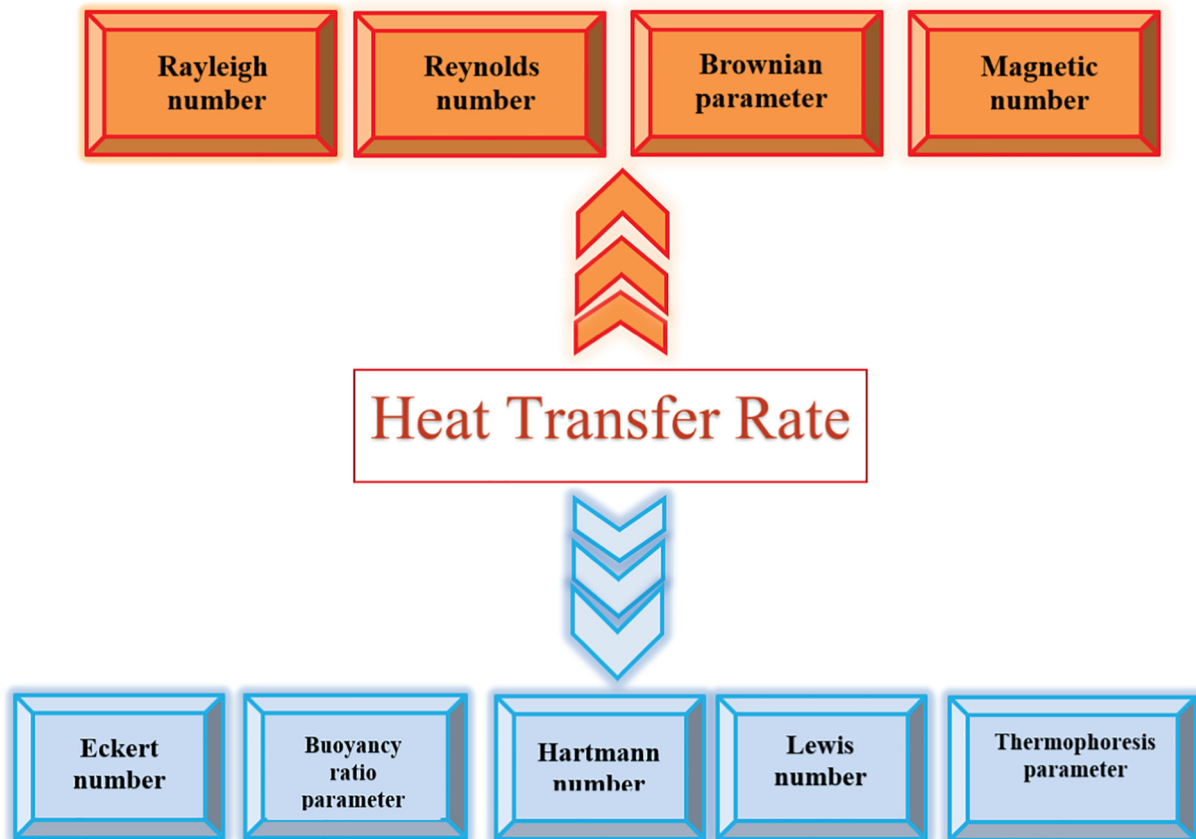 Rayleigh
number
Reynolds
number
Brownian
parameter
Magnetic
number
Heat Transfer Rate
Eckert
number
Buoyancy
ratio
parameter
Hartmann
number
Lewis
number
Thermophoresis
parameter